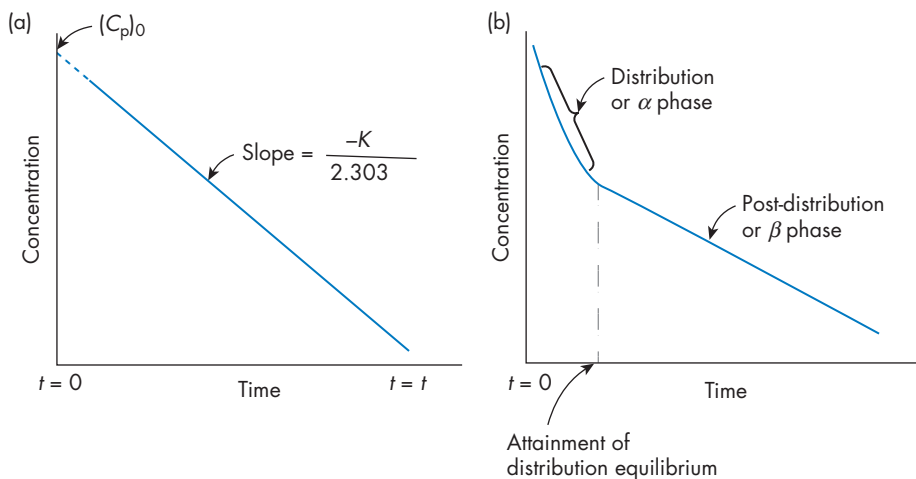 (a)
(Cp)0
Slope = –K
2.303
Concentration
t = 0
Time
t = t
(b)
Distribution
or α phase
Post-distribution
or β phase
Concentration
t = 0
Time
Attainment of
distribution equilibrium